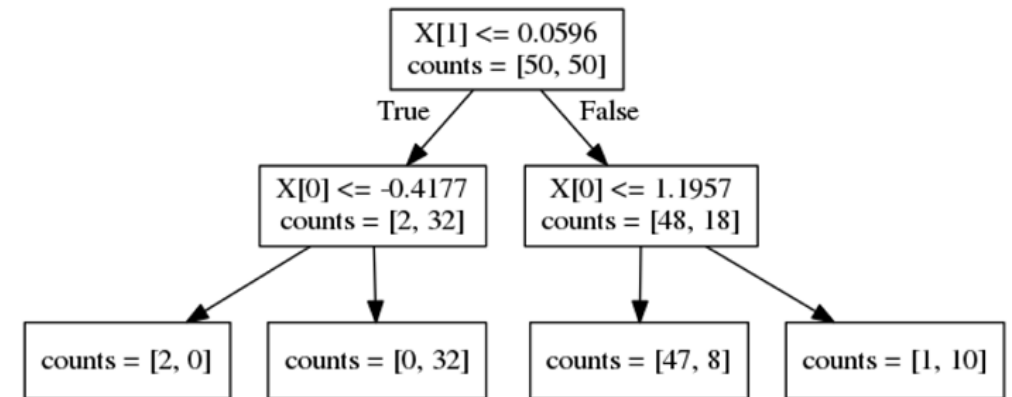 X[1] <= 0.0596
counts = [50, 50]
True
False
X[0] <= -0.4177
counts = [2, 32]
X[0] <= 1.1957
counts = [48, 18]
counts = [2, 0]
counts = [0, 32]
counts = [47, 8]
counts = [1, 10]